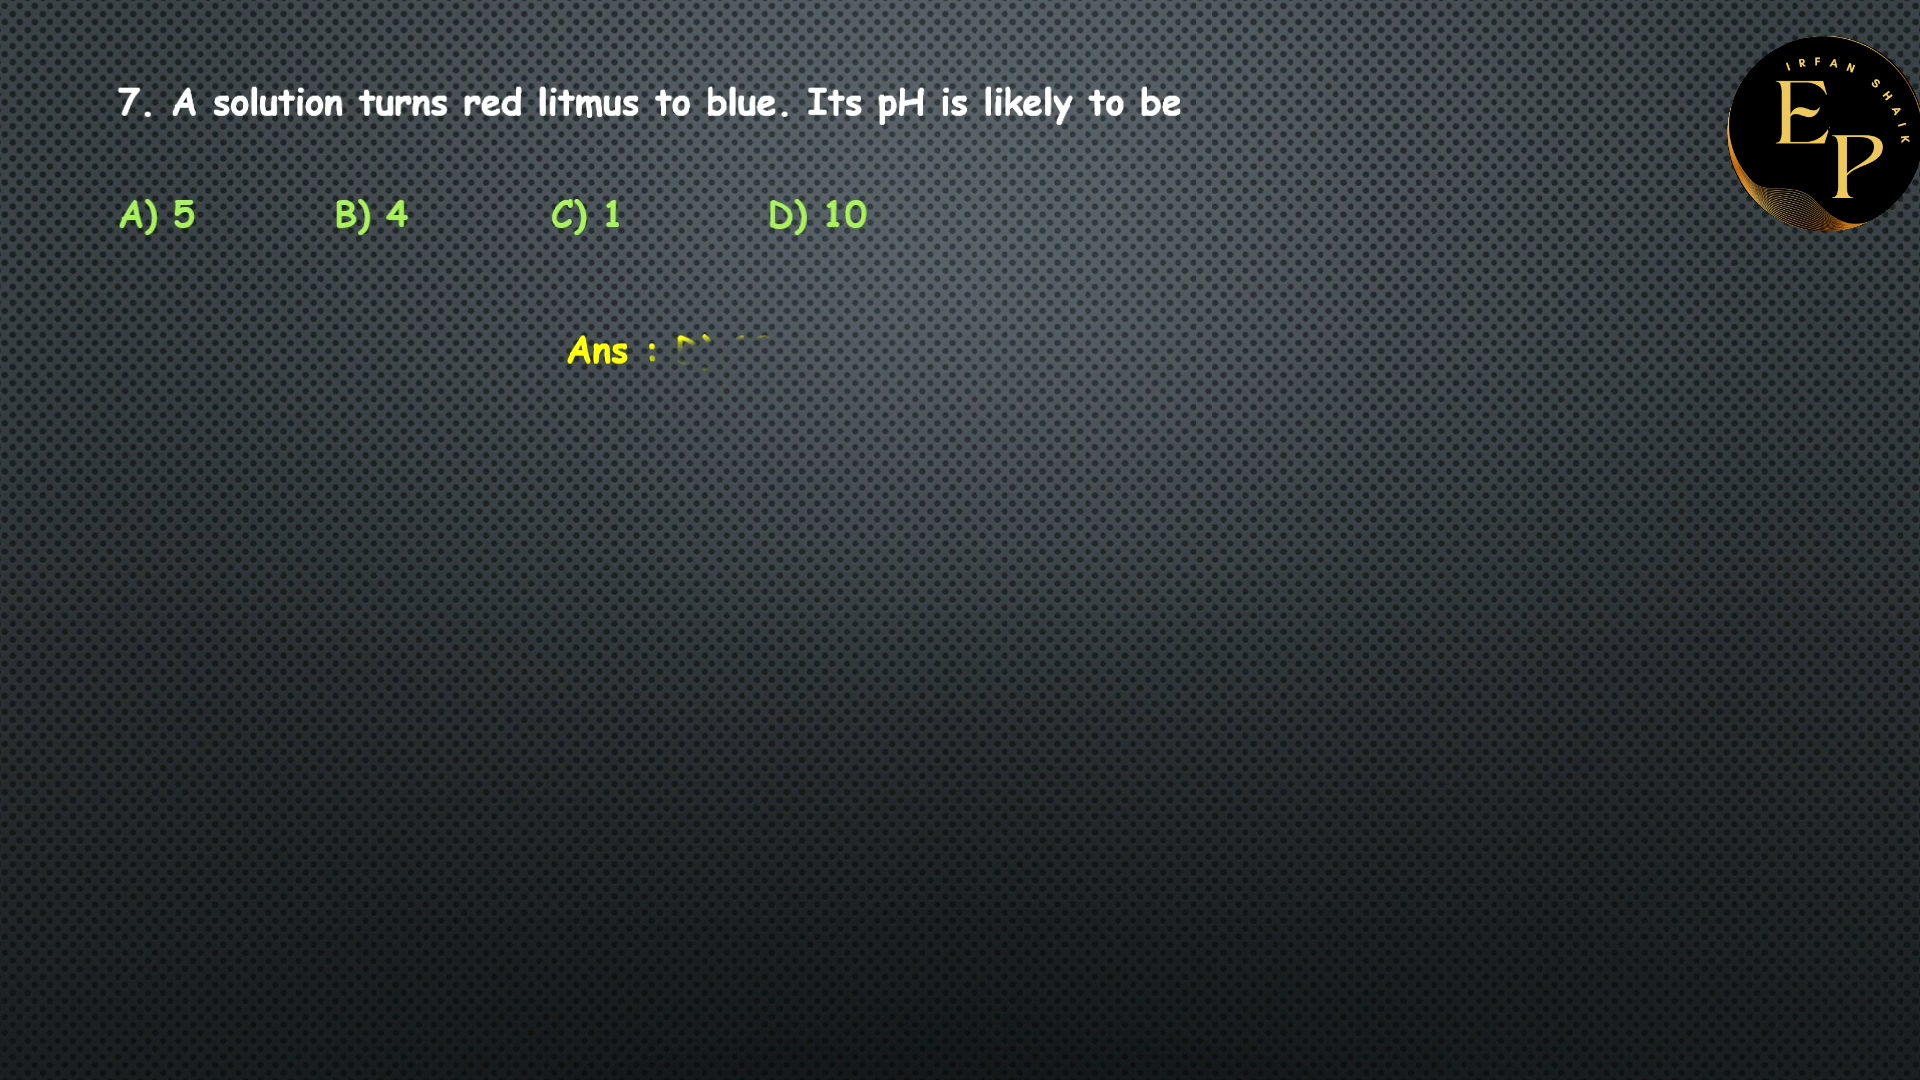 7. A solution turns red litmus to blue. Its pH is likely to be
A) 5 B) 4 C) 1 D) 10
Ans :
IRFAN SHAIK
E
P